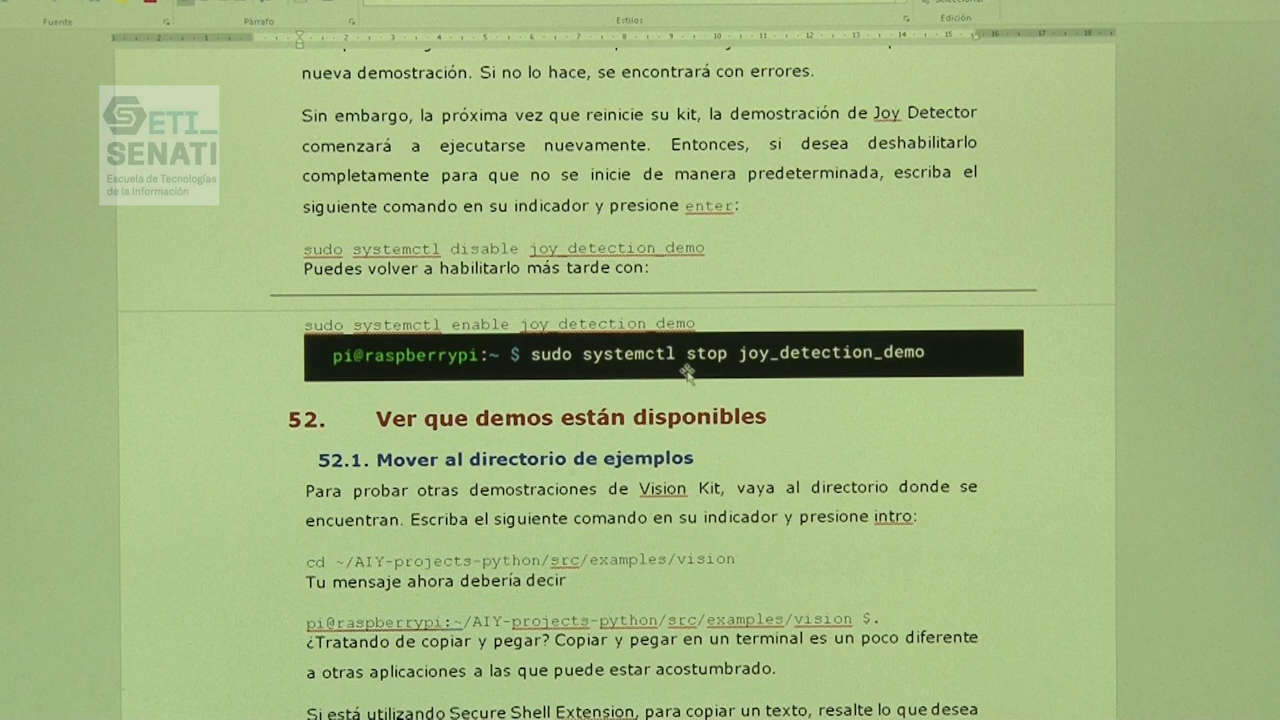 Fuente
Párrafo
Estilos
Edición
nueva demostración. Si no lo hace, se encontrará con errores.
Sin embargo, la próxima vez que reinicie su kit, la demostración de Joy Detector
comenzará a ejecutarse nuevamente. Entonces, si desea deshabilitarlo
completamente para que no se inicie de manera predeterminada, escriba el
siguiente comando en su indicador y presione enter:
sudo systemctl disable joy_detection_demo
Puedes volver a habilitarlo más tarde con:
sudo systemctl enable joy_detection_demo
pi@raspberrypi:~ $ sudo systemctl stop joy_detection_demo
52. Ver que demos están disponibles
52.1. Mover al directorio de ejemplos
Para probar otras demostraciones de Vision Kit, vaya al directorio donde se
encuentran. Escriba el siguiente comando en su indicador y presione intro:
cd ~/AIY-projects-python/src/examples/vision
Tu mensaje ahora debería decir
pi@raspberrypi:~/AIY-projects-python/src/examples/vision $.
¿Tratando de copiar y pegar? Copiar y pegar en un terminal es un poco diferente
a otras aplicaciones a las que puede estar acostumbrado.
Si está utilizando Secure Shell Extension, para copiar un texto, resalte lo que desea
ETI_
SENATI
Escuela de Tecnologías
de la Información